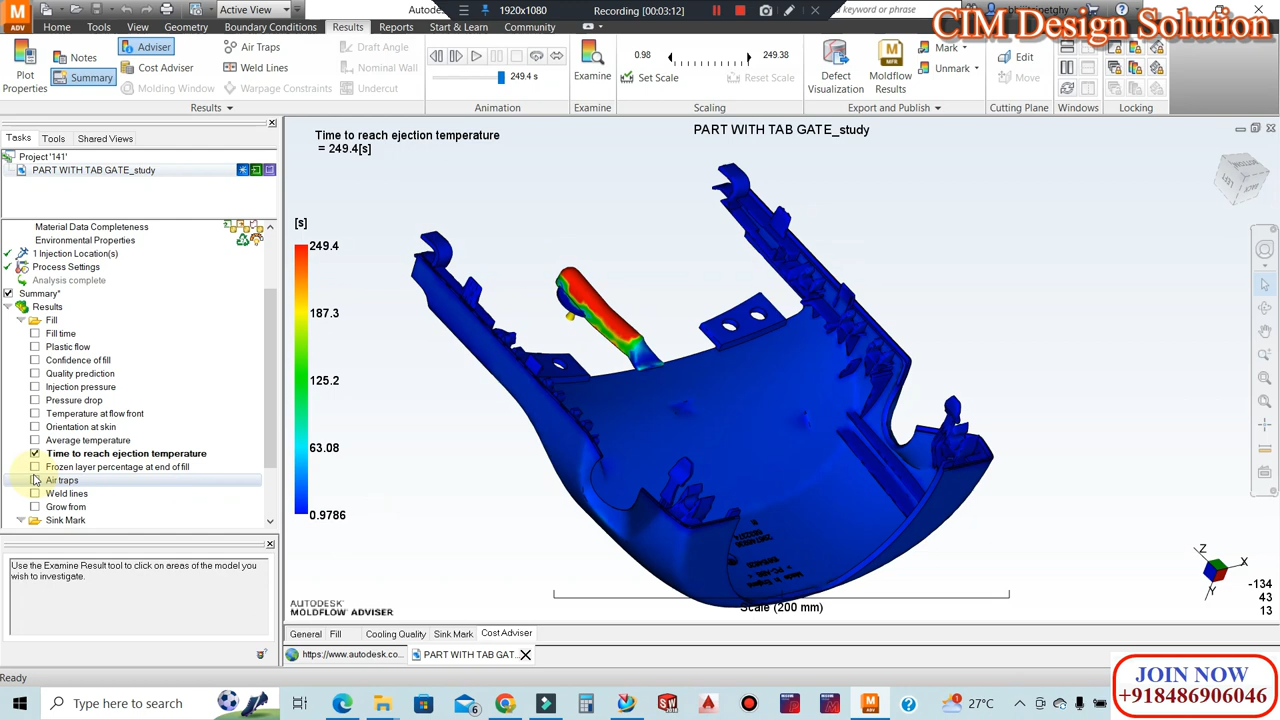 Active View
Autodes
1920x1080
Recording [00:03:12]
keyword or phrase
CIM Design Solution
ADV
Home
Tools
View
Geometry
Boundary Conditions
Results
Reports
Start & Learn
Community
Plot
Properties
Notes
Summary
Adviser
Cost Adviser
Molding Window
Air Traps
Weld Lines
Warpage Constraints
Draft Angle
Nominal Wall
Undercut
249.4 s
Examine
0.98
249.38
Set Scale
Reset Scale
Defect
Visualization
Moldflow
Results
Mark
Unmark
Edit
Move
Results
Animation
Examine
Scaling
Export and Publish
Cutting Plane
Windows
Locking
Tasks
Tools
Shared Views
Project '141'
PART WITH TAB GATE_study
Material Data Completeness
Environmental Properties
1 Injection Location(s)
Process Settings
Analysis complete
Summary*
Results
Fill
Fill time
Plastic flow
Confidence of fill
Quality prediction
Injection pressure
Pressure drop
Temperature at flow front
Orientation at skin
Average temperature
Time to reach ejection temperature
Frozen layer percentage at end of fill
Air traps
Weld lines
Grow from
Sink Mark
Use the Examine Result tool to click on areas of the model you
wish to investigate.
Time to reach ejection temperature
= 249.4[s]
PART WITH TAB GATE_study
[s]
249.4
187.3
125.2
63.08
0.9786
TOP
LEFT
BACK
Z
X
Y
-134
43
13
Scale (200 mm)
AUTODESK
MOLDFLOW ADVISER
General
Fill
Cooling Quality
Sink Mark
Cost Adviser
https://www.autodesk.co...
PART WITH TAB GAT...
Ready
JOIN NOW
+918486906046
Type here to search
6
27°C